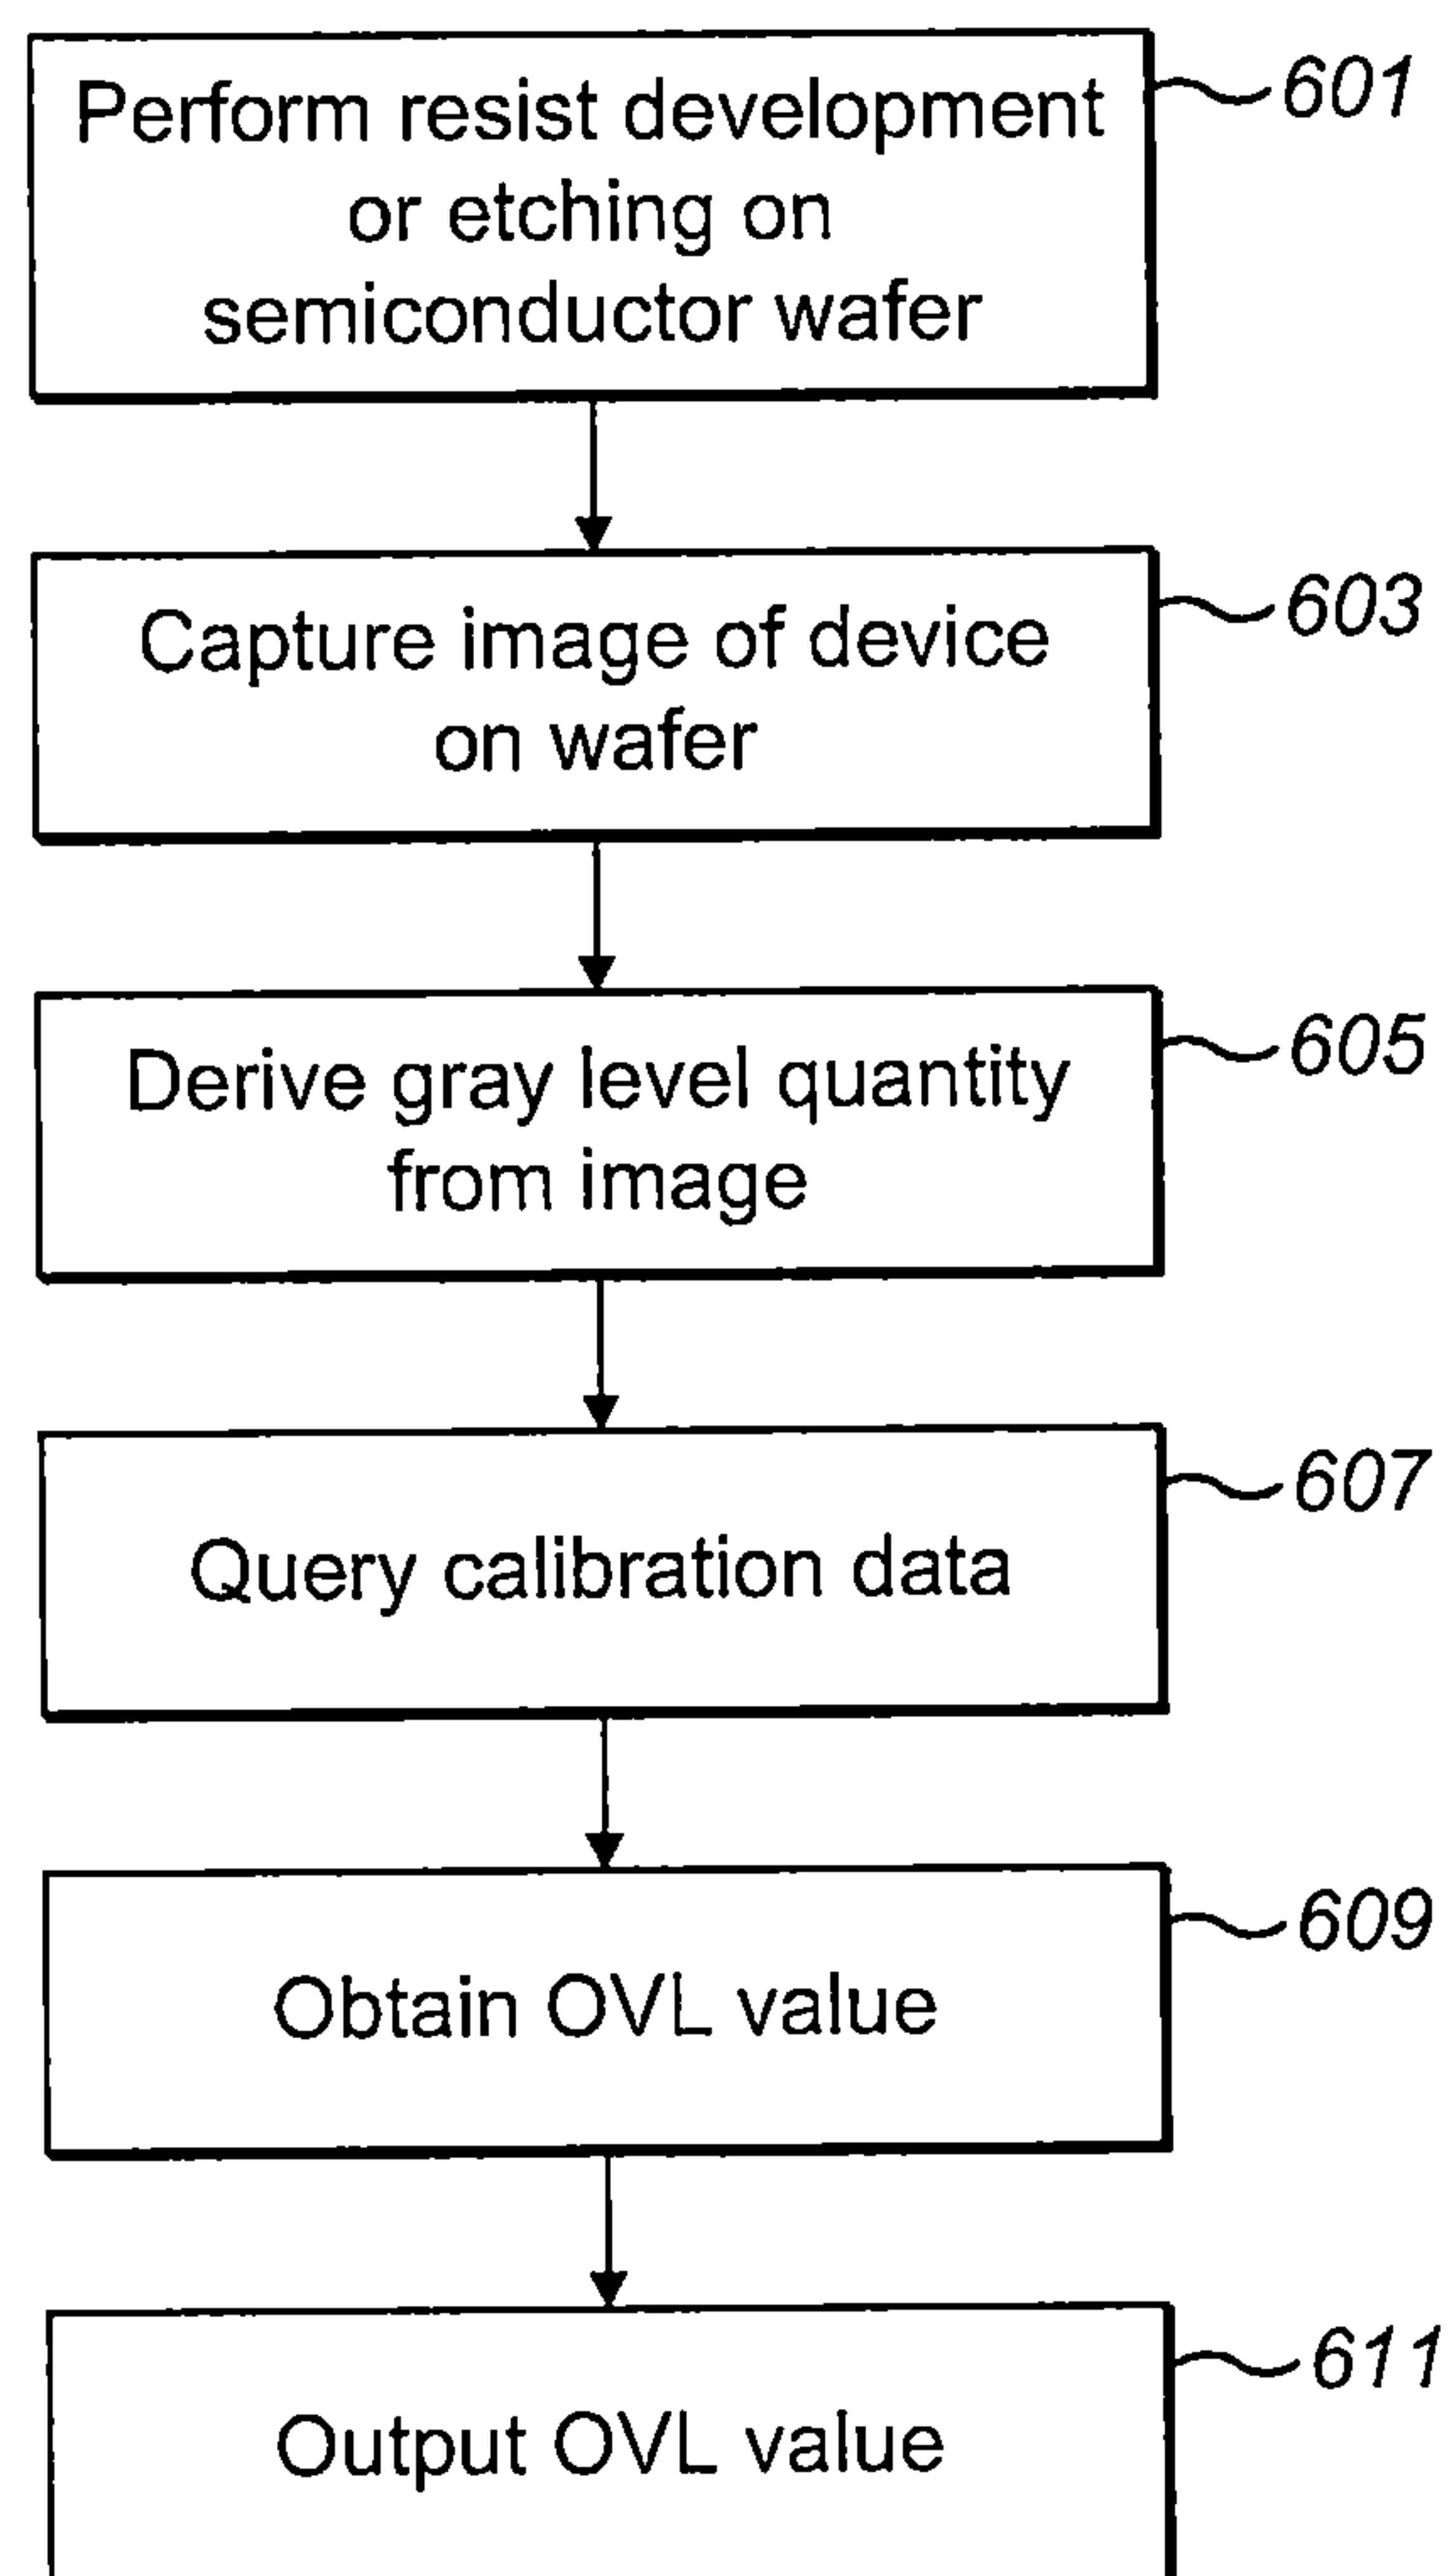 Perform resist development
or etching on
semiconductor wafer
601
Capture image of device
on wafer
603
Derive gray level quantity
from image
605
Query calibration data
607
Obtain OVL value
609
Output OVL value
611